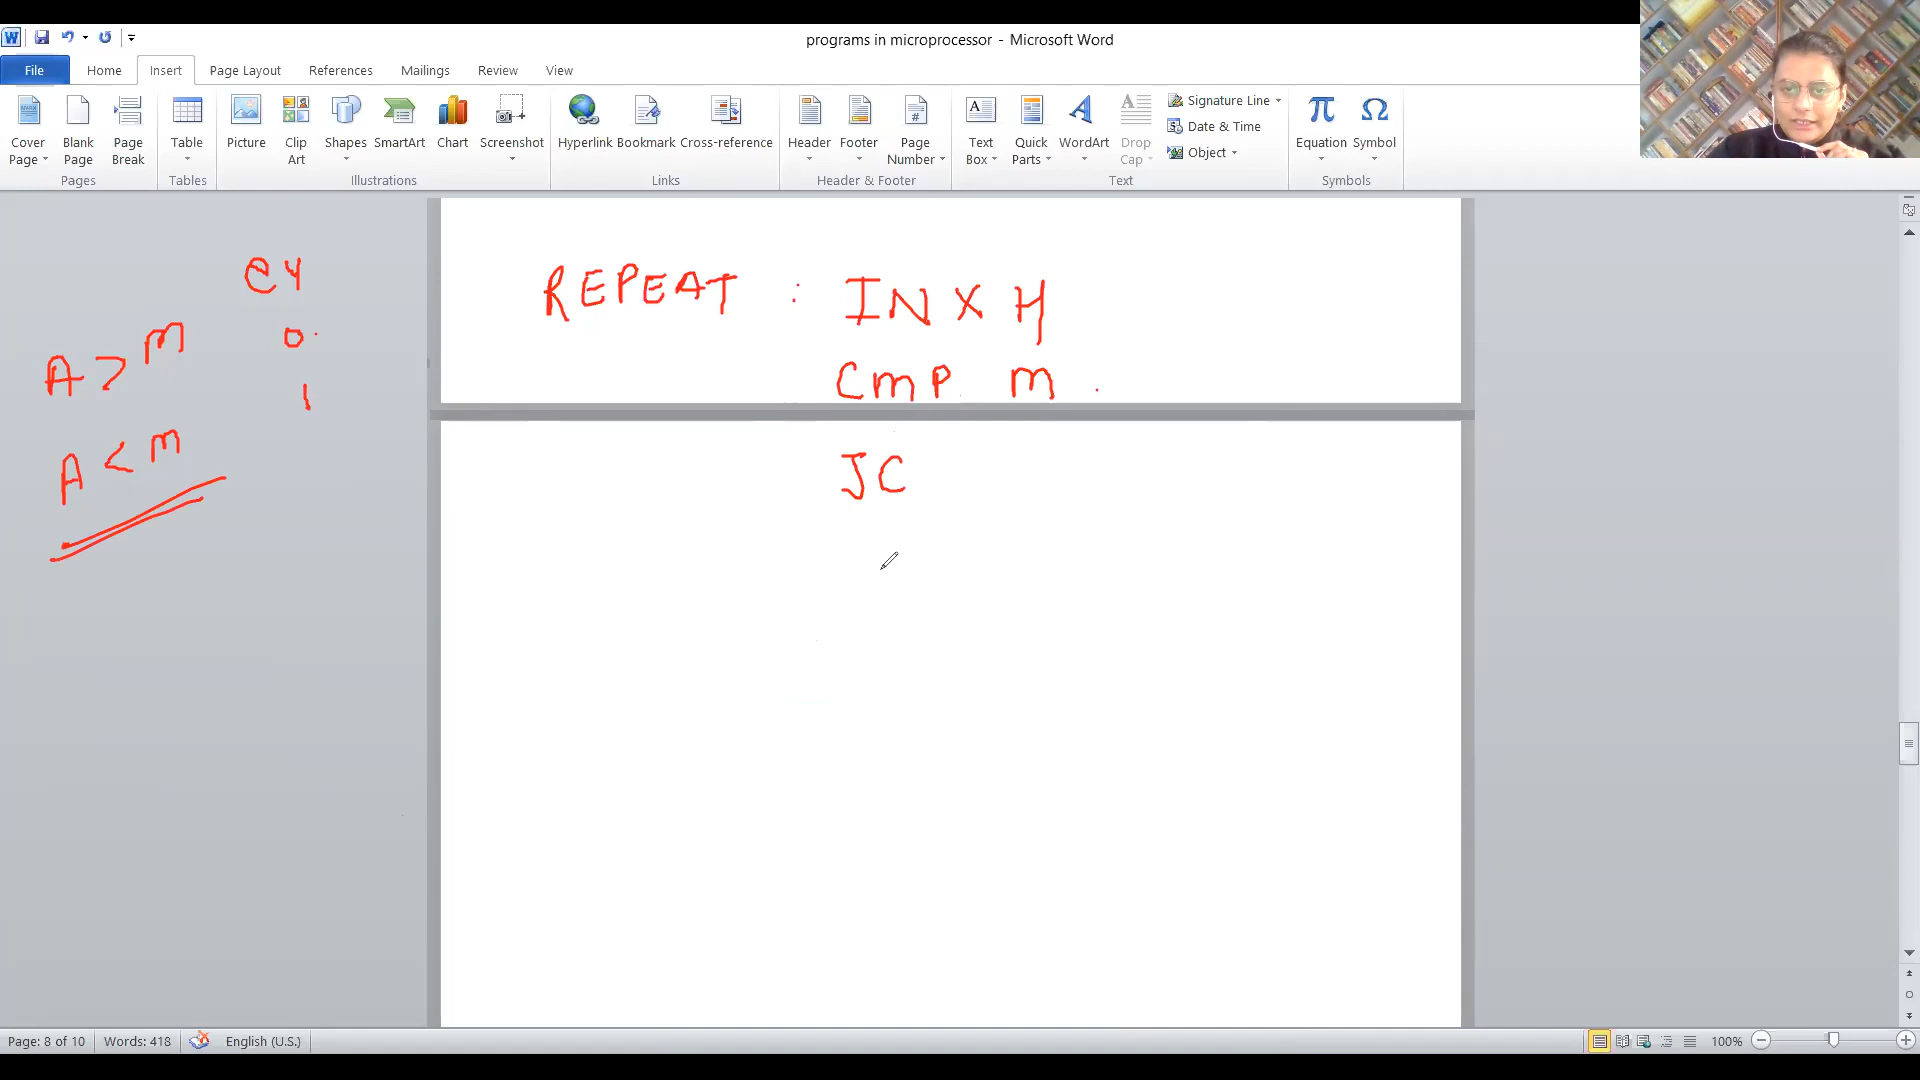 programs in microprocessor - Microsoft Word
File Home Insert Page Layout References Mailings Review View
Cover Page Blank Page Page Break Table Picture Clip Art Shapes SmartArt Chart Screenshot Hyperlink Bookmark Cross-reference Header Footer Page Number Text Box Quick Parts WordArt Drop Cap Signature Line Date & Time Object Equation Symbol
Pages Tables Illustrations Links Header & Footer Text Symbols
CY
REPEAT : INX H
A > M 0
CMP M
1
A < M
JC
Page: 8 of 10 Words: 418 English (U.S.) 100%